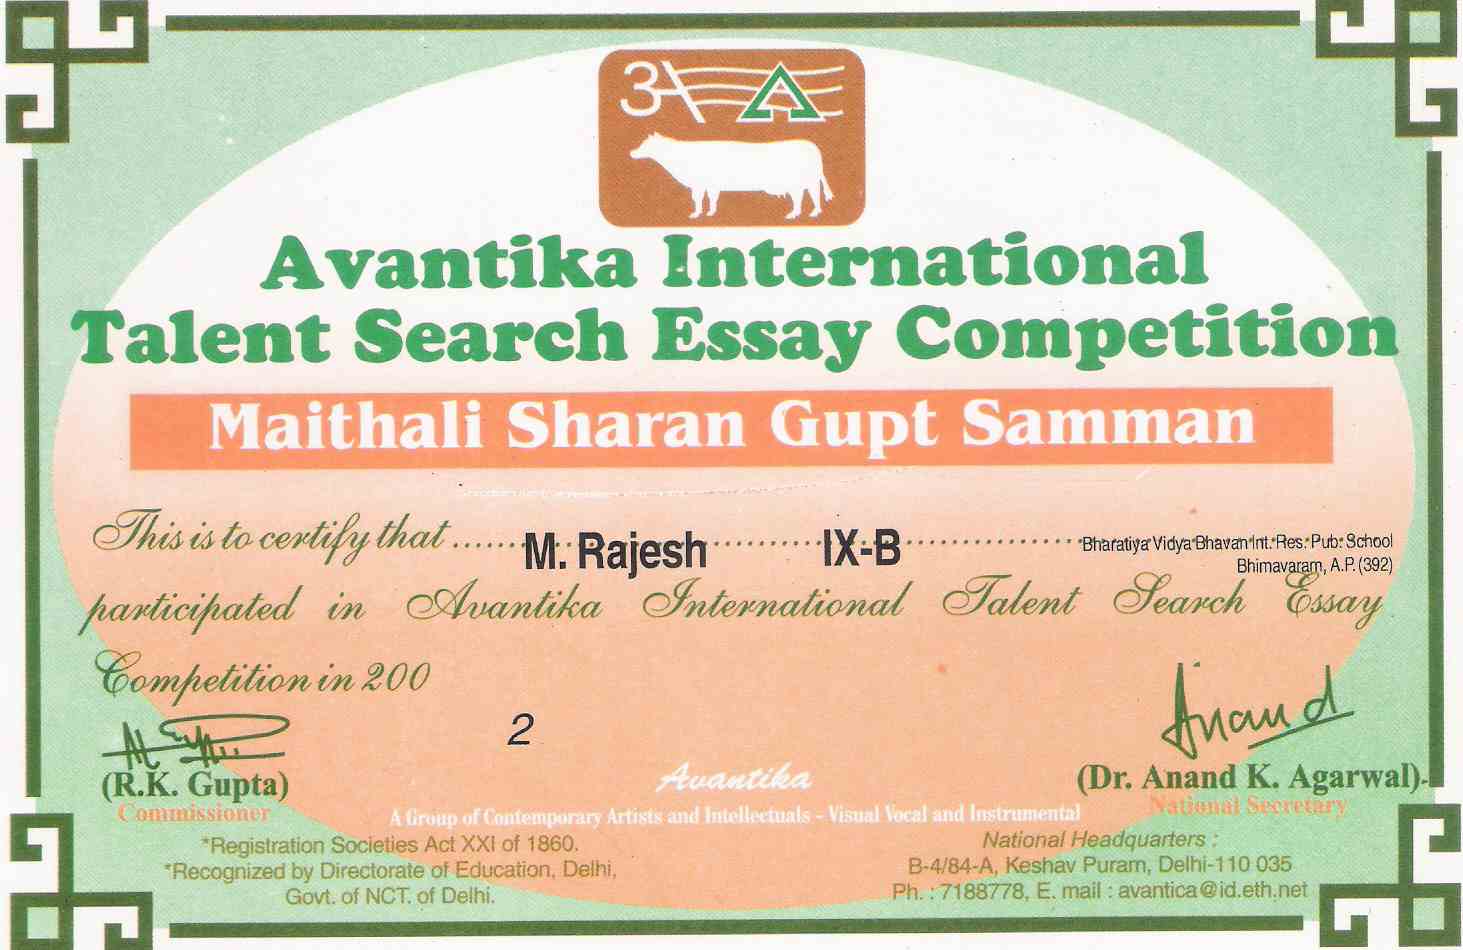 3 A
Avantika International
Talent Search Essay Competition
Maithali Sharan Gupt Samman
This is to certify that ........ M. Rajesh ........ IX-B ........ Bharatiya Vidya Bhavan Int. Res. Pub. School
Bhimavaram, A.P. (392)
participated in Avantika International Talent Search Essay
Competition in 200
2
Anand
(R.K. Gupta)
Commissioner
(Dr. Anand K. Agarwal)
National Secretary
Avantika
A Group of Contemporary Artists and Intellectuals - Visual Vocal and Instrumental
*Registration Societies Act XXI of 1860.
*Recognized by Directorate of Education, Delhi,
Govt. of NCT. of Delhi.
National Headquarters :
B-4/84-A, Keshav Puram, Delhi-110 035
Ph. : 7188778, E. mail : avantica@id.eth.net